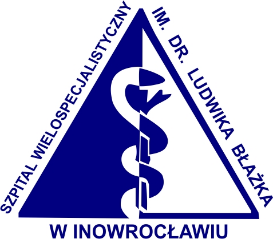 SZPITAL WIELOSPECJALISTYCZNY
IM. DR. LUDWIKA BŁAŻKA
W INOWROCŁAWIU